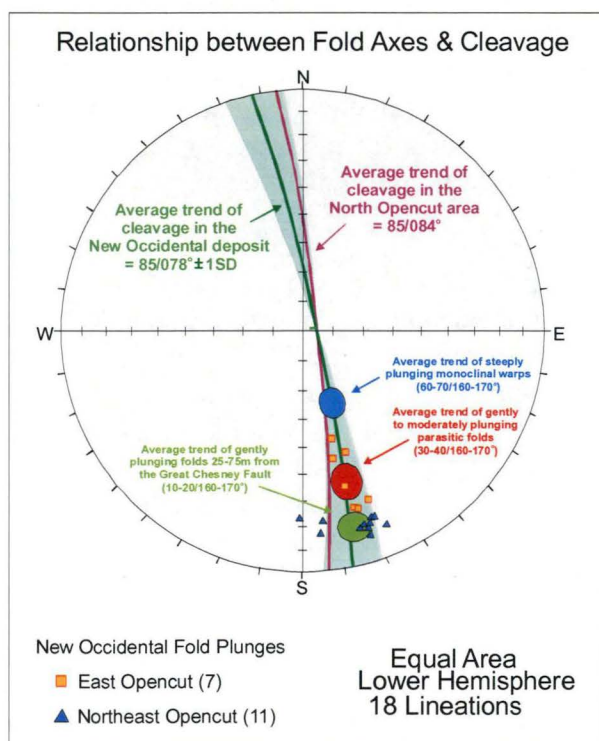 Relationship between Fold Axes & Cleavage
N
Average trend of
cleavage in the
North Opencut area
= 85/084°
Average trend of
cleavage in the
New Occidental deposit
= 85/078°±1SD
W
E
Average trend of steeply
plunging monoclinal warps
(60-70/160-170°)
Average trend of gently
to moderately plunging
parasitic folds
(30-40/160-170°)
Average trend of gently
plunging folds 25-75m from
the Great Chesney Fault
(10-20/160-170°)
S
New Occidental Fold Plunges
East Opencut (7)
Northeast Opencut (11)
Equal Area
Lower Hemisphere
18 Lineations